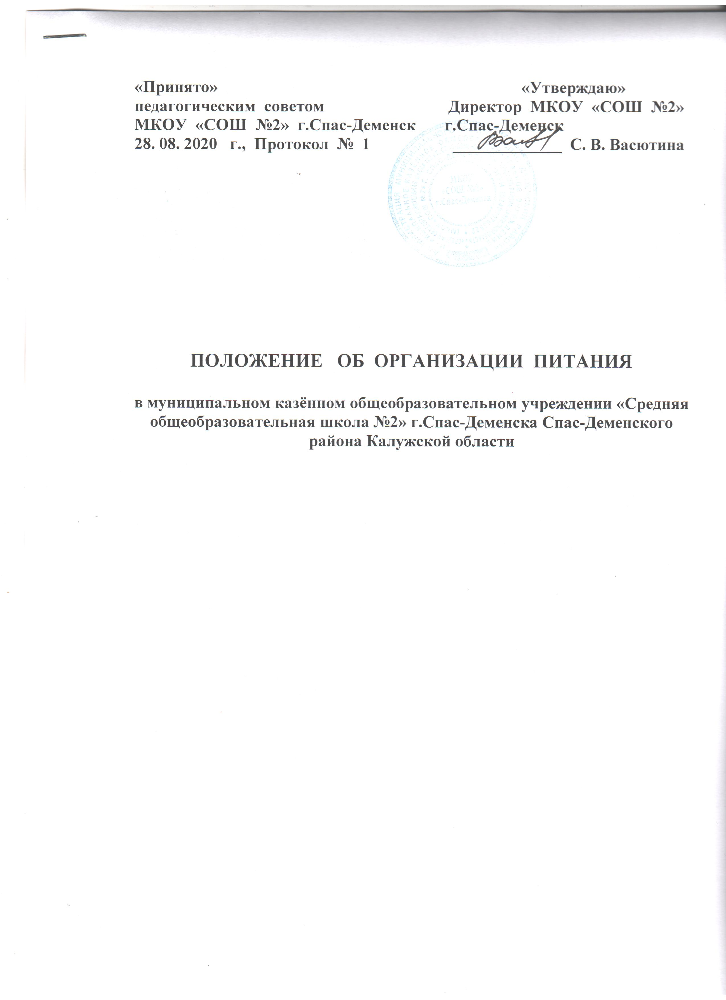 «Принято»
педагогическим советом
МКОУ «СОШ №2» г.Спас-Деменск
28. 08. 2020 г., Протокол № 1
«Утверждаю»
Директор МКОУ «СОШ №2»
г.Спас-Деменск
С. В. Васютина
МКОУ
«СОШ №2»
г.Спас-Деменск
ПОЛОЖЕНИЕ ОБ ОРГАНИЗАЦИИ ПИТАНИЯ
в муниципальном казённом общеобразовательном учреждении «Средняя
общеобразовательная школа №2» г.Спас-Деменска Спас-Деменского
района Калужской области